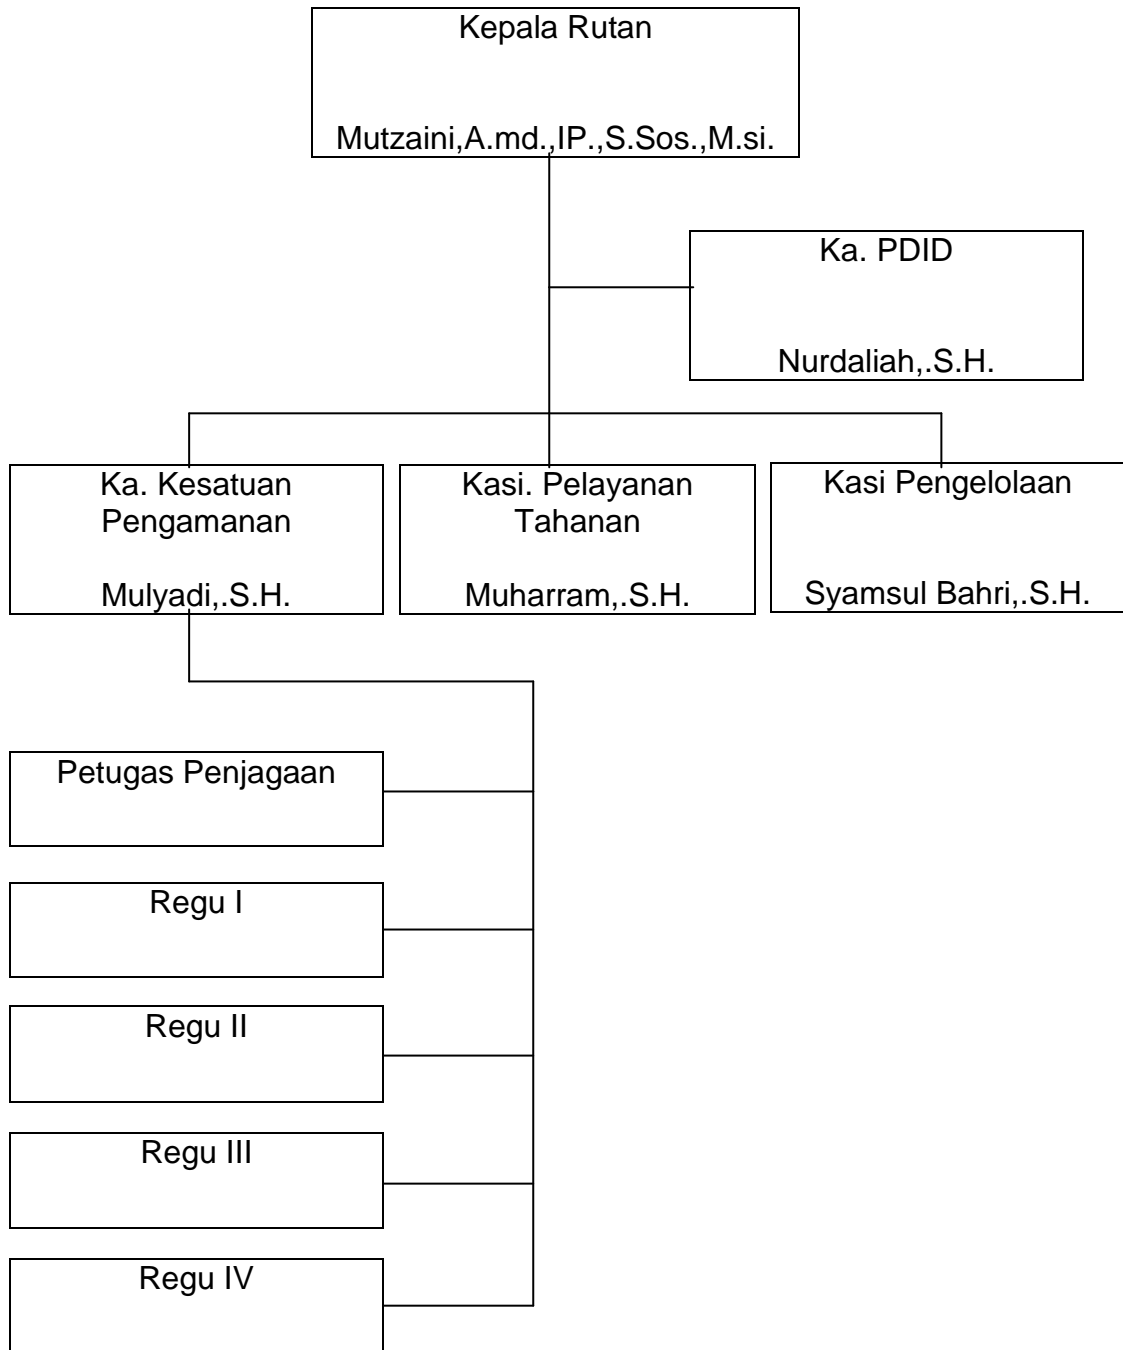 Kepala Rutan
Mutzaini,A.md.,IP.,S.Sos.,M.si.
Ka. PDID
Nurdaliah,.S.H.
Ka. Kesatuan
Pengamanan
Mulyadi,.S.H.
Kasi. Pelayanan
Tahanan
Muharram,.S.H.
Kasi Pengelolaan
Syamsul Bahri,.S.H.
Petugas Penjagaan
Regu I
Regu II
Regu III
Regu IV